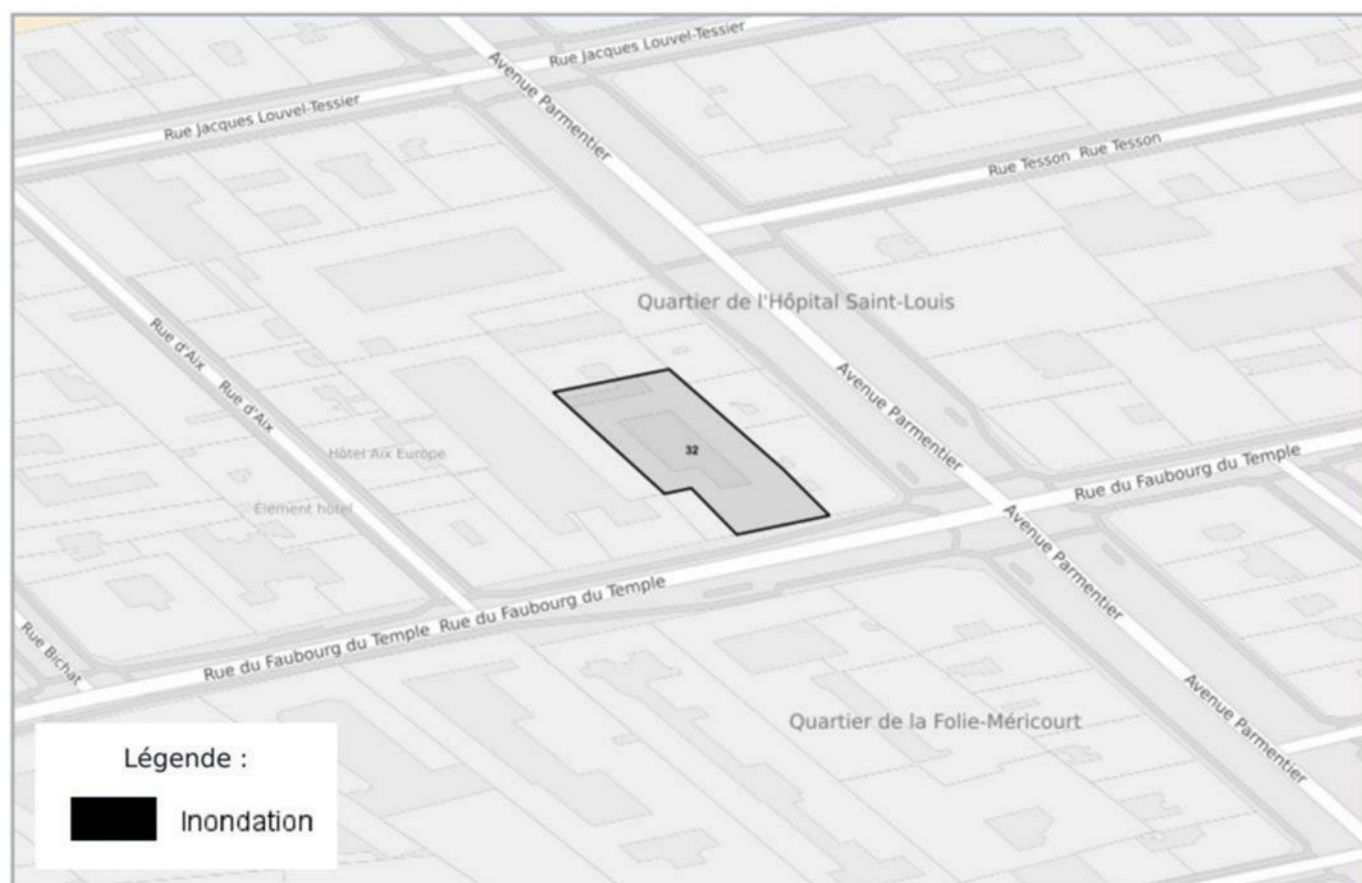 Rue Jacques Louvel-Tessier
Rue Jacques Louvel-Tessier
Avenue Parmentier
Rue Tesson Rue Tesson
Quartier de l'Hôpital Saint-Louis
Rue d'Aix
Rue d'Aix
Avenue Parmentier
32
Hôtel Aix Europe
Élément hôtel
Rue du Faubourg du Temple
Avenue Parmentier
Rue du Faubourg du Temple Rue du Faubourg du Temple
Rue Bichat
Avenue Parmentier
Quartier de la Folie-Méricourt
Légende :
Inondation